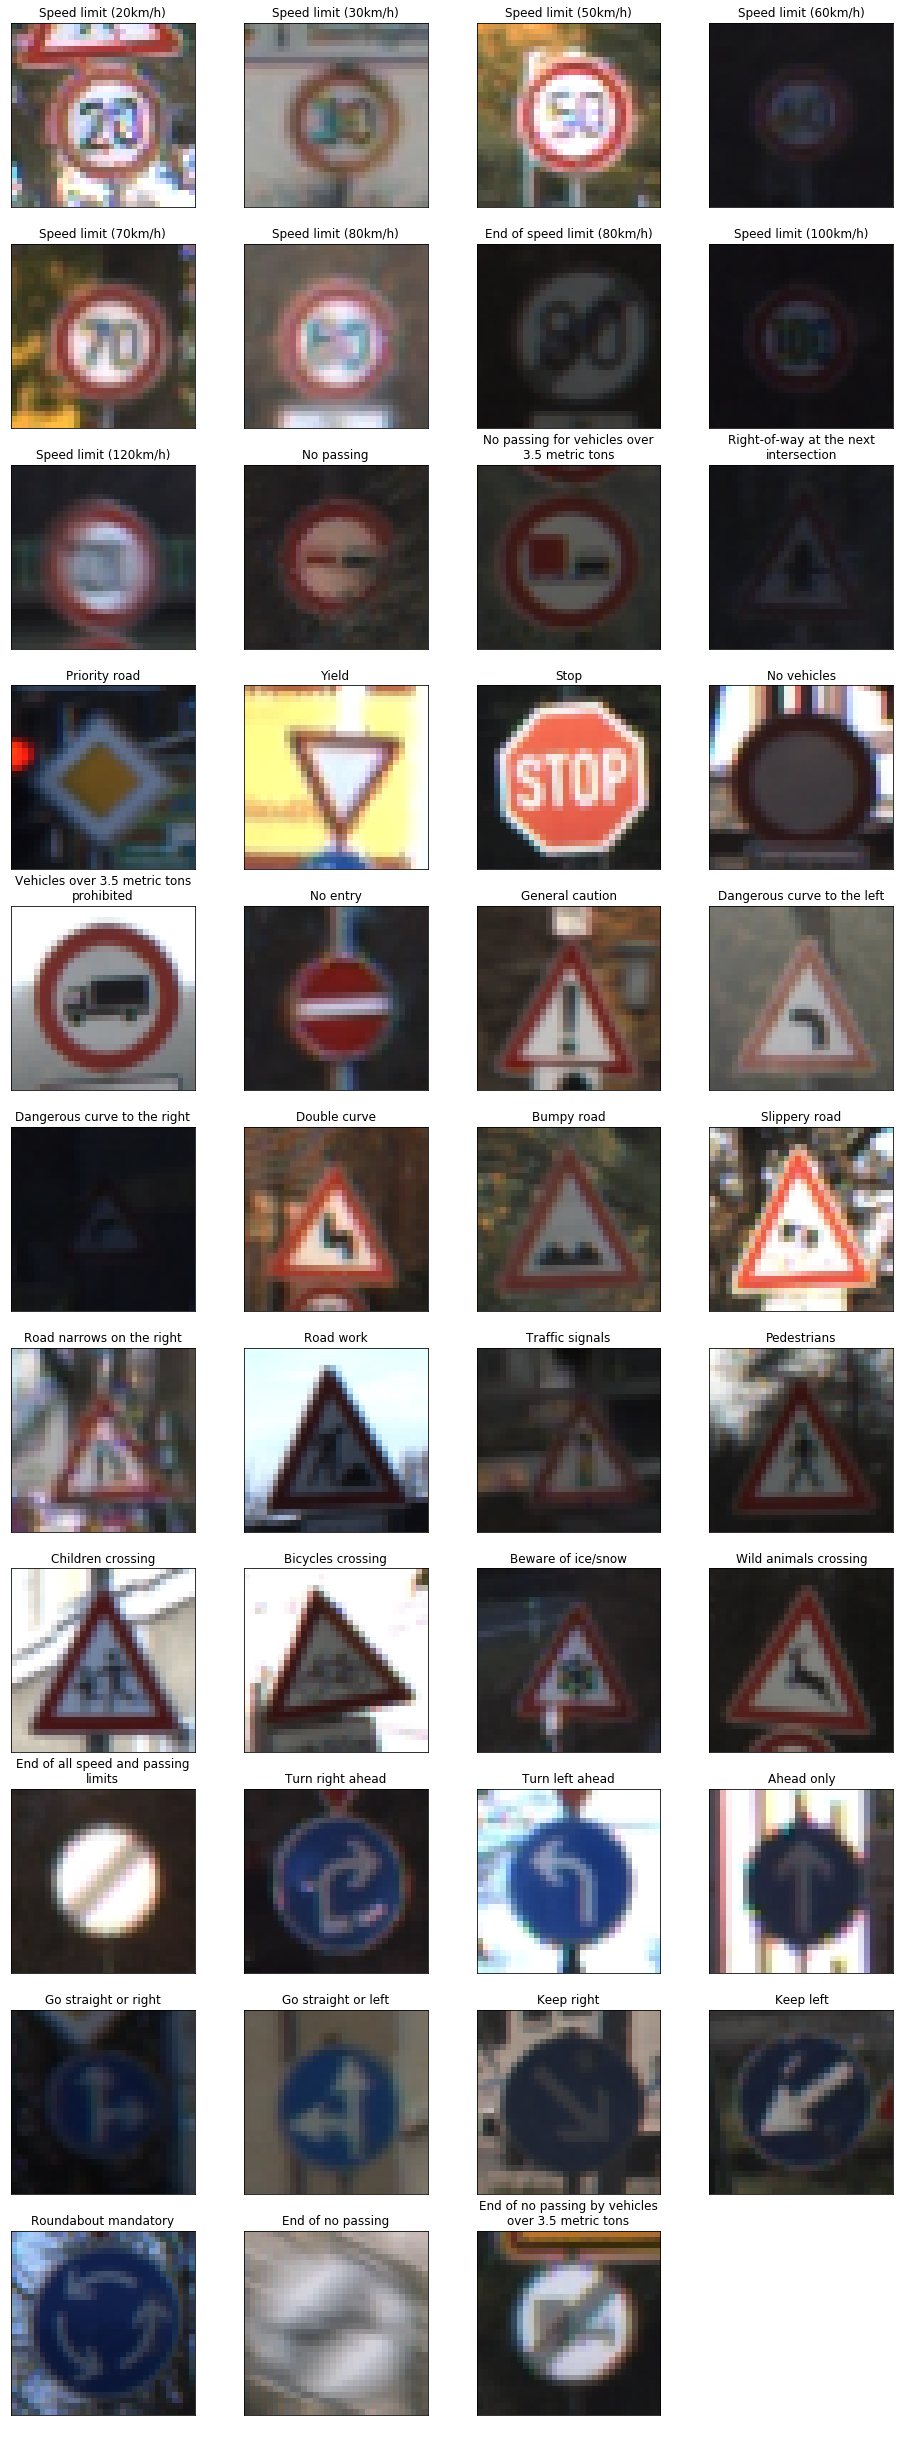 Speed limit (20km/h)
Speed limit (30km/h)
Speed limit (50km/h)
Speed limit (60km/h)
20
30
50
60
Speed limit (70km/h)
Speed limit (80km/h)
End of speed limit (80km/h)
Speed limit (100km/h)
70
80
100
Speed limit (120km/h)
No passing
No passing for vehicles over
3.5 metric tons
Right-of-way at the next
intersection
Priority road
Yield
Stop
No vehicles
STOP
Vehicles over 3.5 metric tons
prohibited
No entry
General caution
Dangerous curve to the left
Dangerous curve to the right
Double curve
Bumpy road
Slippery road
Road narrows on the right
Road work
Traffic signals
Pedestrians
Children crossing
Bicycles crossing
Beware of ice/snow
Wild animals crossing
End of all speed and passing
limits
Turn right ahead
Turn left ahead
Ahead only
Go straight or right
Go straight or left
Keep right
Keep left
Roundabout mandatory
End of no passing
End of no passing by vehicles
over 3.5 metric tons